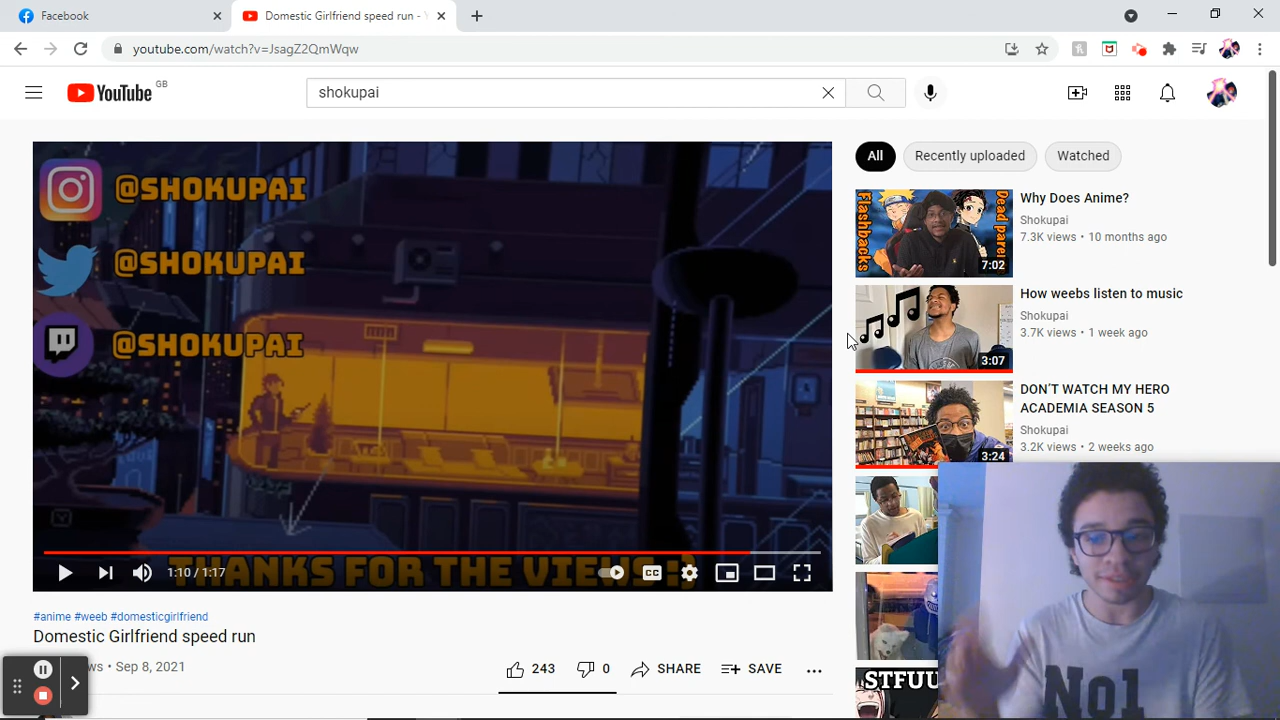 Facebook
Domestic Girlfriend speed run -
youtube.com/watch?v=JsagZ2QmWqw
YouTube GB
shokupai
@SHOKUPAI
@SHOKUPAI
@SHOKUPAI
THANKS FOR THE VIEWS
1:10 / 1:17
CC
#anime #weeb #domesticgirlfriend
Domestic Girlfriend speed run
Sep 8, 2021
243
0
SHARE
SAVE
All
Recently uploaded
Watched
Flashbacks
7:02
Why Does Anime?
Shokupai
7.3K views • 10 months ago
3:07
How weebs listen to music
Shokupai
3.7K views • 1 week ago
3:24
DON'T WATCH MY HERO
ACADEMIA SEASON 5
Shokupai
3.2K views • 2 weeks ago
STFUU
No1